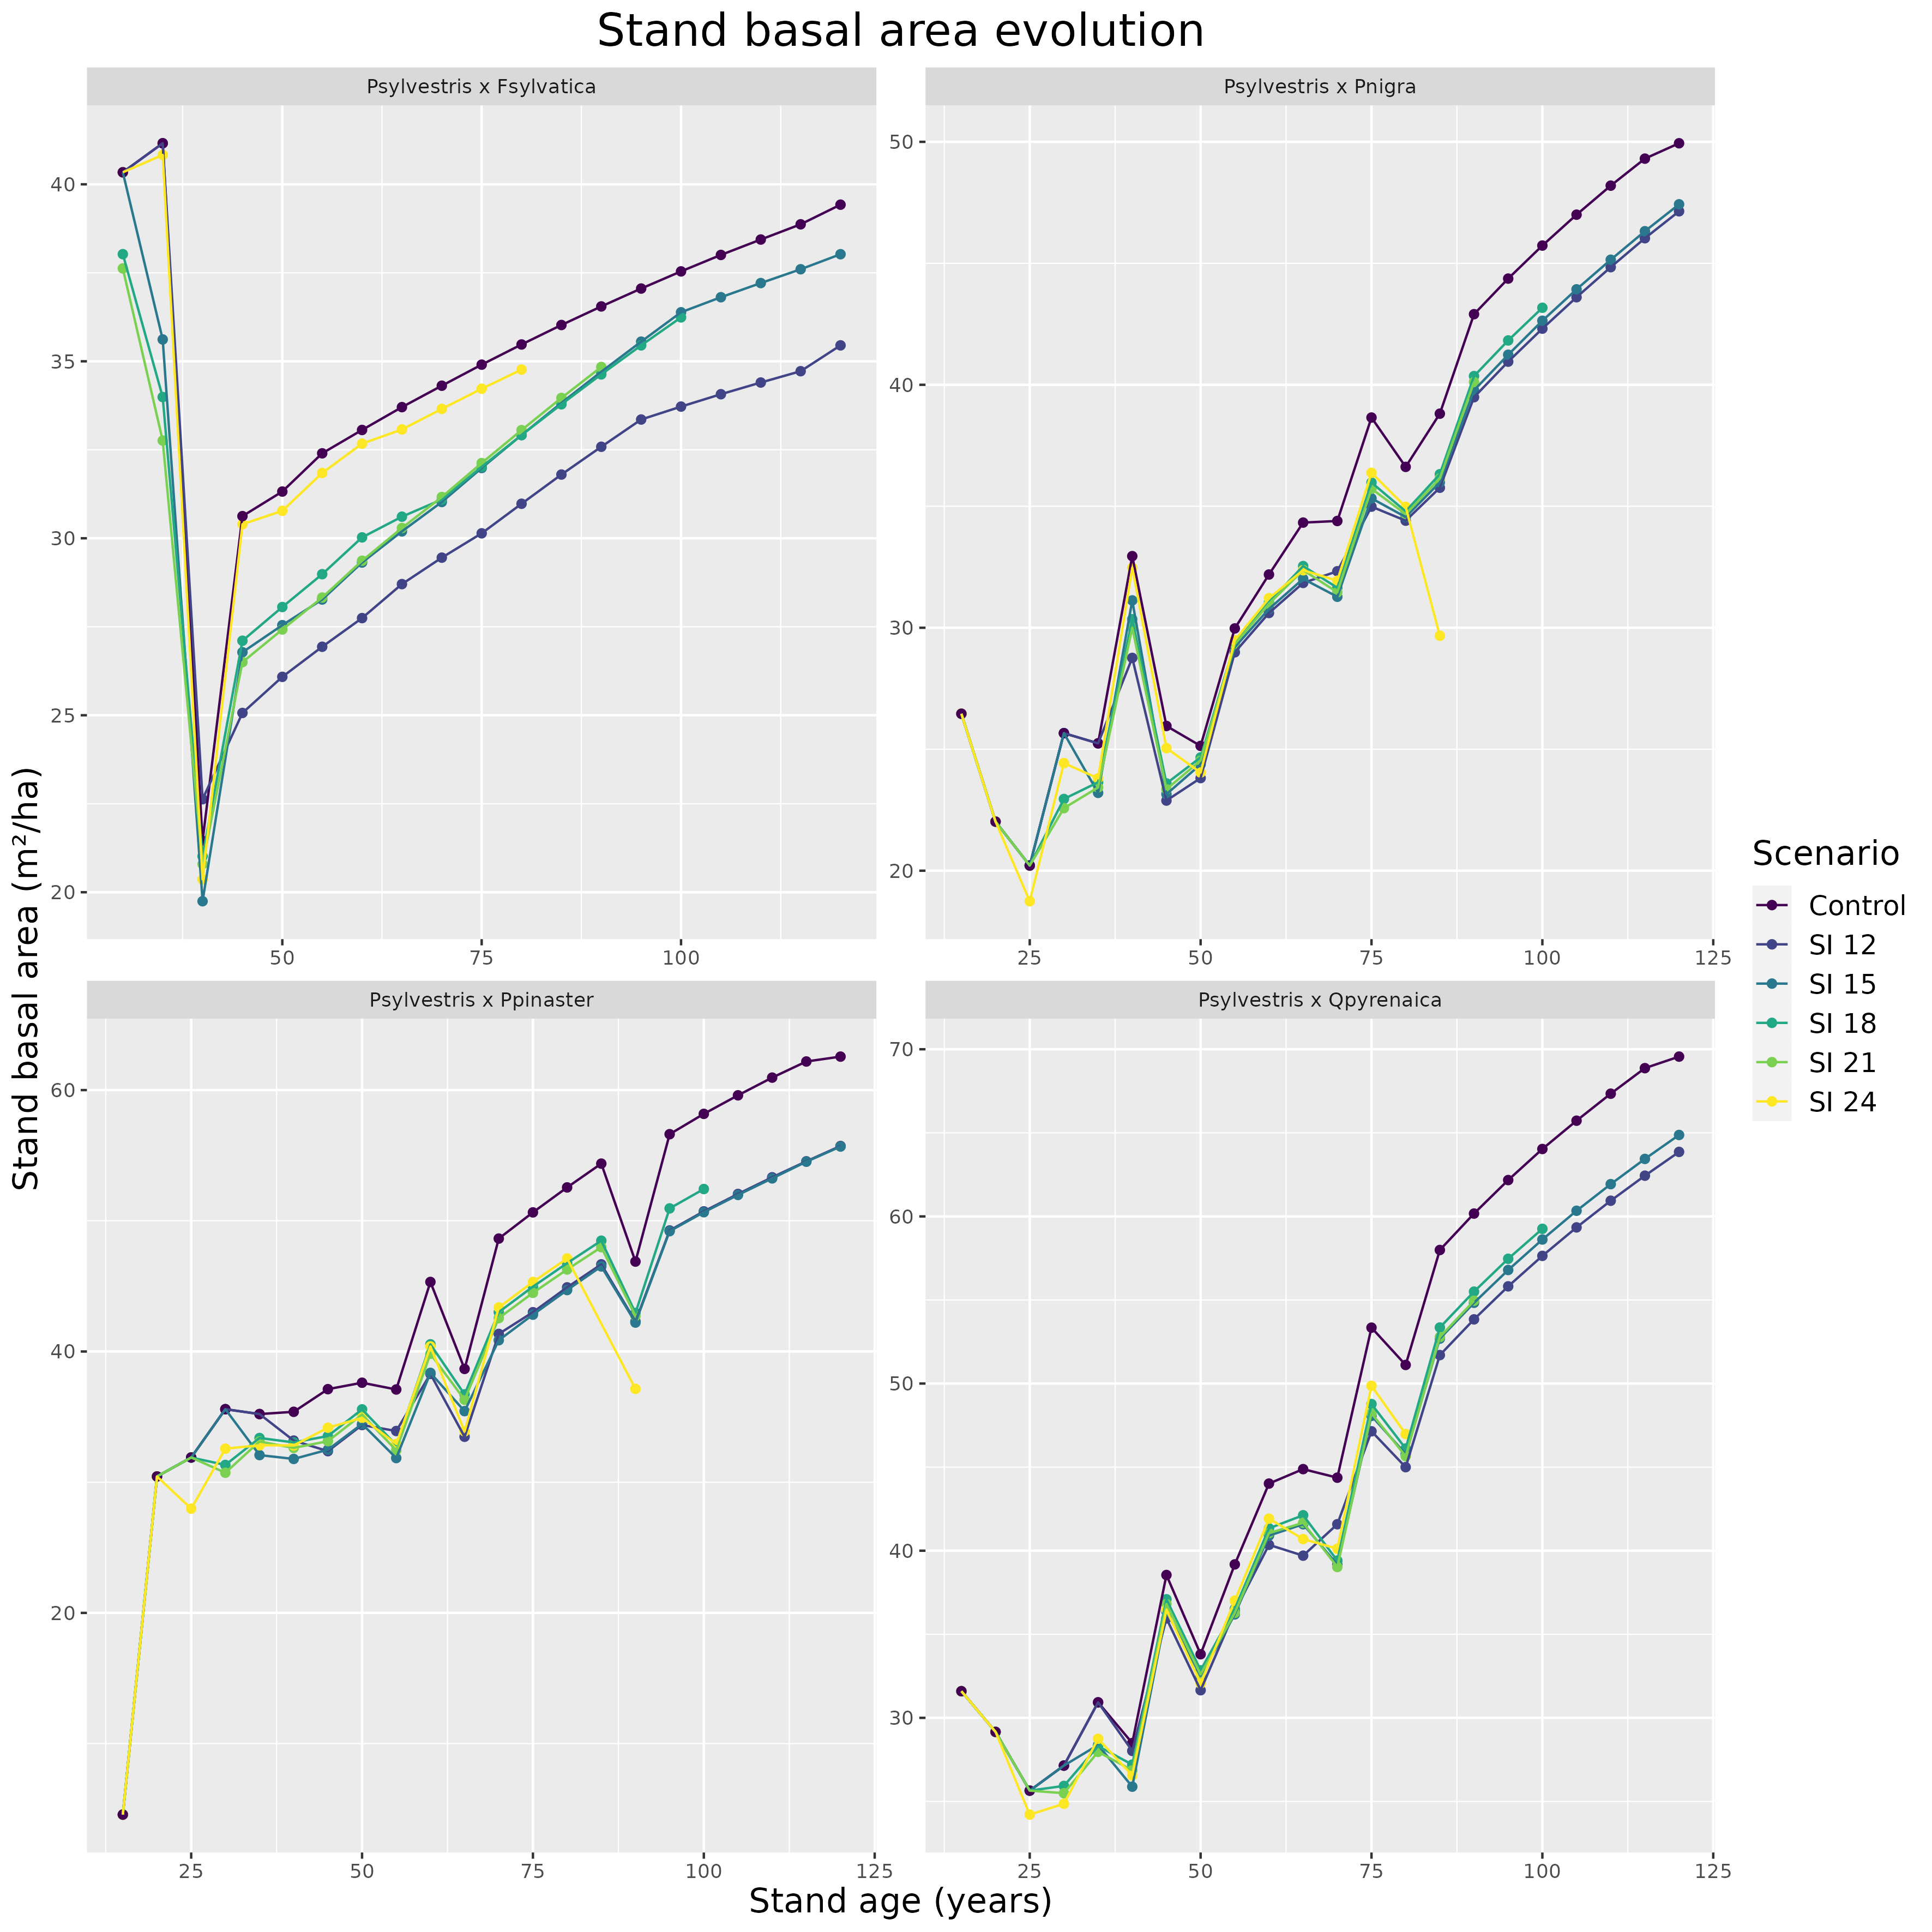 Stand basal area evolution
Psylvestris x Fsylvatica
Psylvestris x Pnigra
40
35
30
25
20
50
75
100
50
40
30
20
25
50
75
100
125
Psylvestris x Ppinaster
Psylvestris x Qpyrenaica
60
40
20
25
50
75
100
125
70
60
50
40
30
25
50
75
100
125
Stand basal area (m²/ha)
Stand age (years)
Scenario
Control
SI 12
SI 15
SI 18
SI 21
SI 24